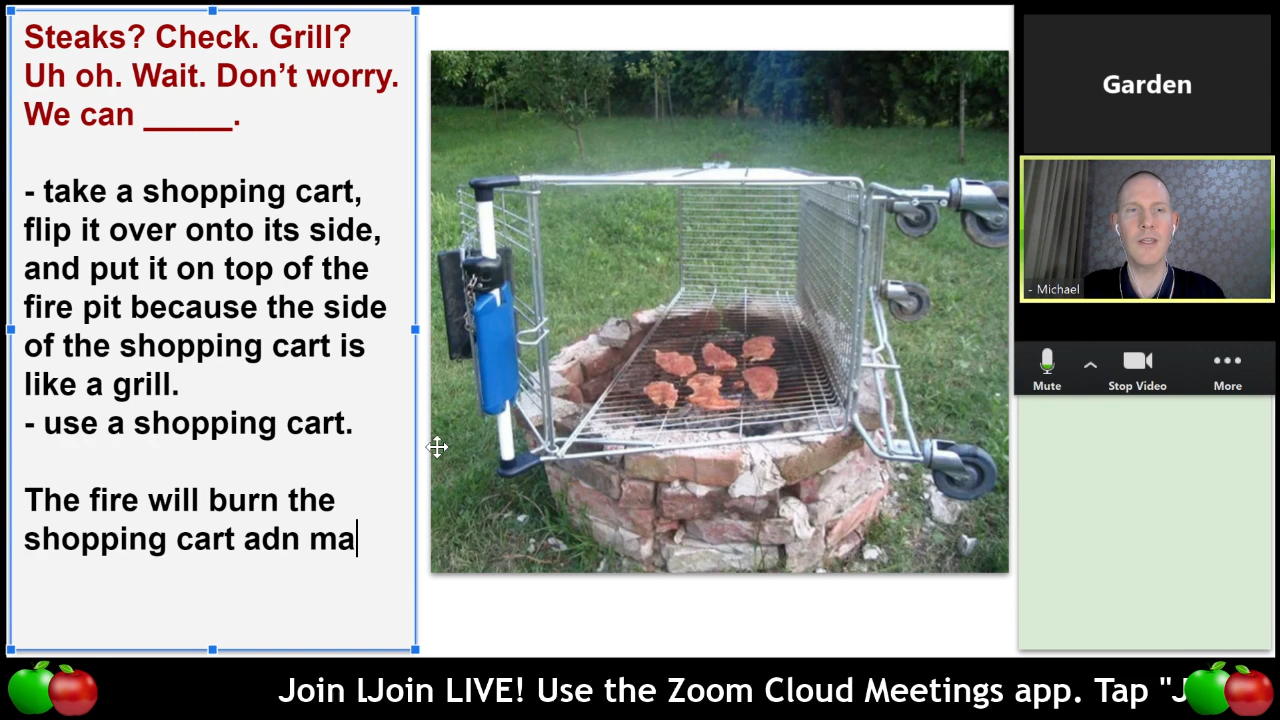 Steaks? Check. Grill?
Uh oh. Wait. Don’t worry.
We can _____.
- take a shopping cart,
flip it over onto its side,
and put it on top of the
fire pit because the side
of the shopping cart is
like a grill.
- use a shopping cart.
The fire will burn the
shopping cart adn ma
Garden
- Michael
Mute
Stop Video
More
Join LJoin LIVE! Use the Zoom Cloud Meetings app. Tap "J